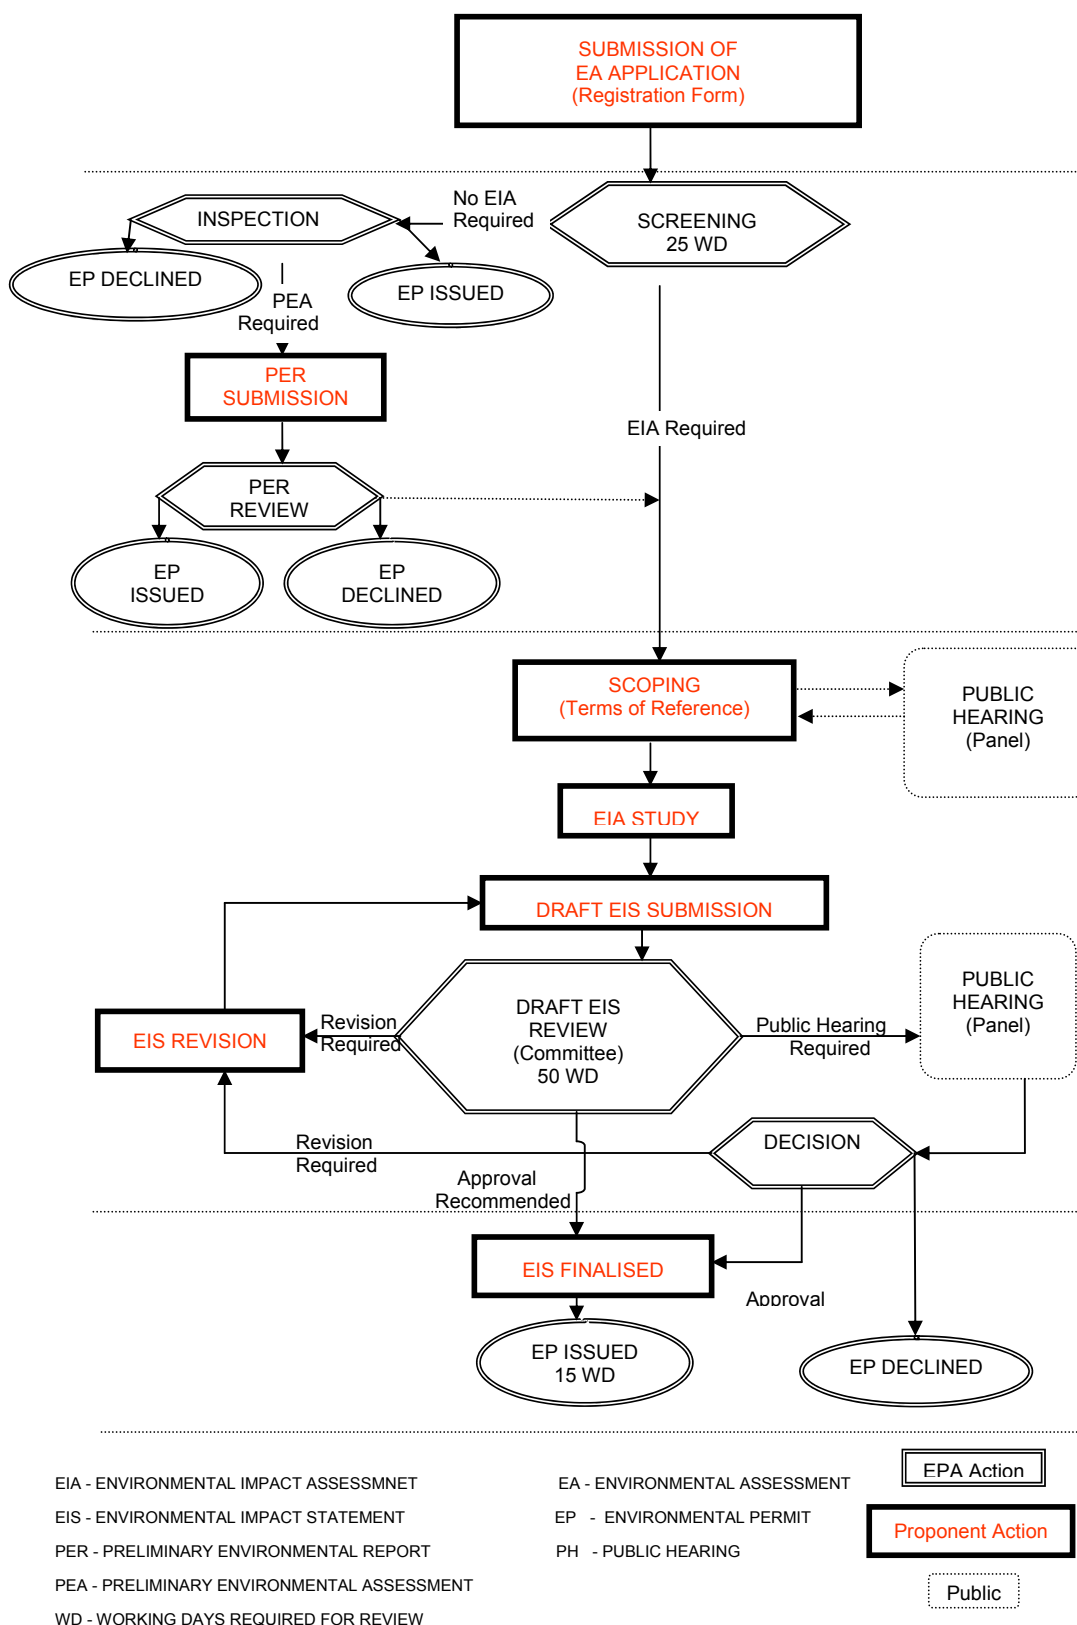 SUBMISSION OF
EA APPLICATION
(Registration Form)
No EIA
Required
INSPECTION
SCREENING
25 WD
EP DECLINED
EP ISSUED
PEA
Required
PER
SUBMISSION
EIA Required
PER
REVIEW
EP
ISSUED
EP
DECLINED
SCOPING
(Terms of Reference)
PUBLIC
HEARING
(Panel)
EIA STUDY
DRAFT EIS SUBMISSION
DRAFT EIS
REVIEW
(Committee)
50 WD
PUBLIC
HEARING
(Panel)
EIS REVISION
Revision
Required
Public Hearing
Required
DECISION
Revision
Required
Approval
Recommended
EIS FINALISED
Approval
EP ISSUED
15 WD
EP DECLINED
EIA - ENVIRONMENTAL IMPACT ASSESSMNET
EIS - ENVIRONMENTAL IMPACT STATEMENT
PER - PRELIMINARY ENVIRONMENTAL REPORT
PEA - PRELIMINARY ENVIRONMENTAL ASSESSMENT
WD - WORKING DAYS REQUIRED FOR REVIEW
EA - ENVIRONMENTAL ASSESSMENT
EP - ENVIRONMENTAL PERMIT
PH - PUBLIC HEARING
EPA Action
Proponent Action
Public